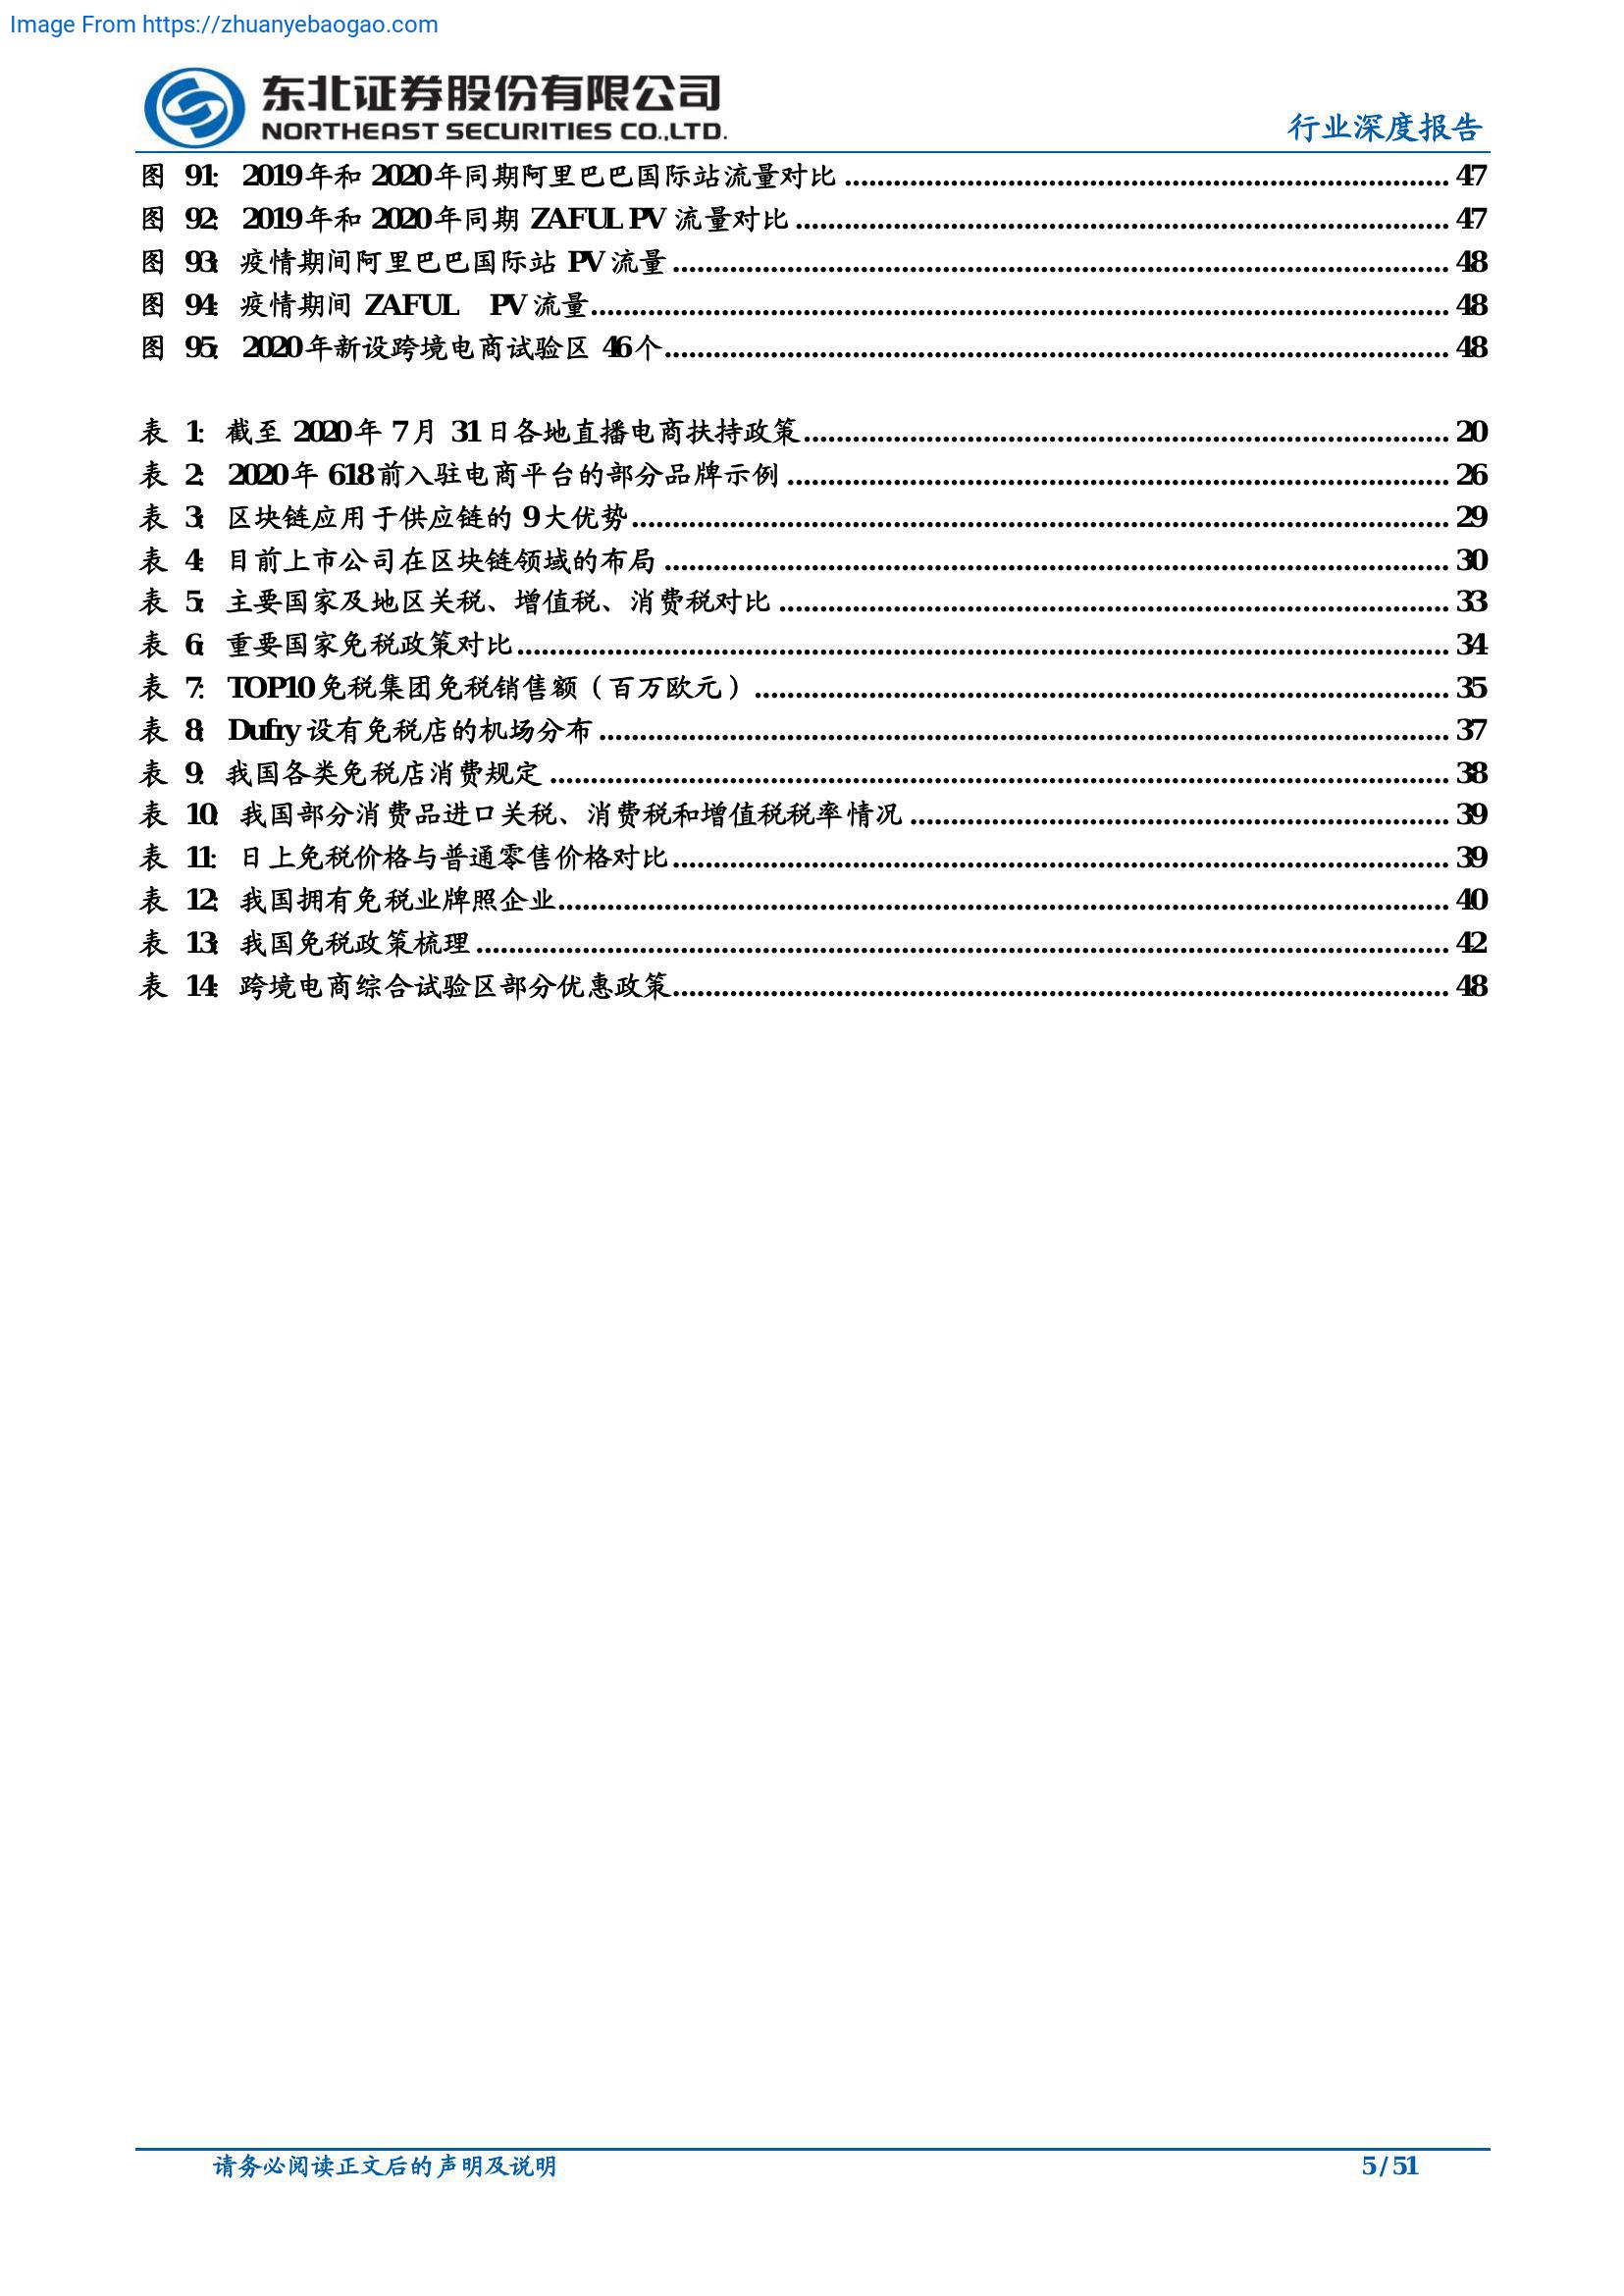 Image From https://zhuanyebaogao.com
东北证券股份有限公司
NORTHEAST SECURITIES CO.,LTD.
行业深度报告
图 91: 2019年和 2020年同期阿里巴巴国际站流量对比 47
图 92: 2019年和 2020年同期 ZAFUL PV 流量对比 47
图 93: 疫情期间阿里巴巴国际站 PV 流量 48
图 94: 疫情期间 ZAFUL PV 流量 48
图 95: 2020年新设跨境电商试验区 46个 48
表 1: 截至 2020年 7月 31日各地直播电商扶持政策 20
表 2: 2020年 618前入驻电商平台的部分品牌示例 26
表 3: 区块链应用于供应链的 9大优势 29
表 4: 目前上市公司在区块链领域的布局 30
表 5: 主要国家及地区关税、增值税、消费税对比 33
表 6: 重要国家免税政策对比 34
表 7: TOP10免税集团免税销售额（百万欧元） 35
表 8: Dufry 设有免税店的机场分布 37
表 9: 我国各类免税店消费规定 38
表 10: 我国部分消费品进口关税、消费税和增值税税率情况 39
表 11: 日上免税价格与普通零售价格对比 39
表 12: 我国拥有免税业牌照企业 40
表 13: 我国免税政策梳理 42
表 14: 跨境电商综合试验区部分优惠政策 48
请务必阅读正文后的声明及说明
5 / 51